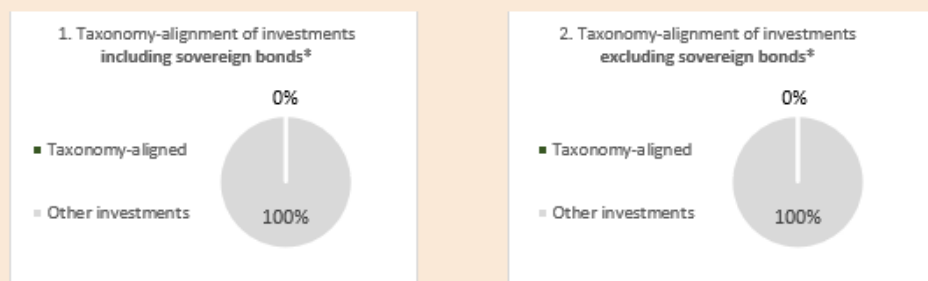 1. Taxonomy-alignment of investments
including sovereign bonds*
0%
Taxonomy-aligned
Other investments
100%
2. Taxonomy-alignment of investments
excluding sovereign bonds*
0%
Taxonomy-aligned
Other investments
100%